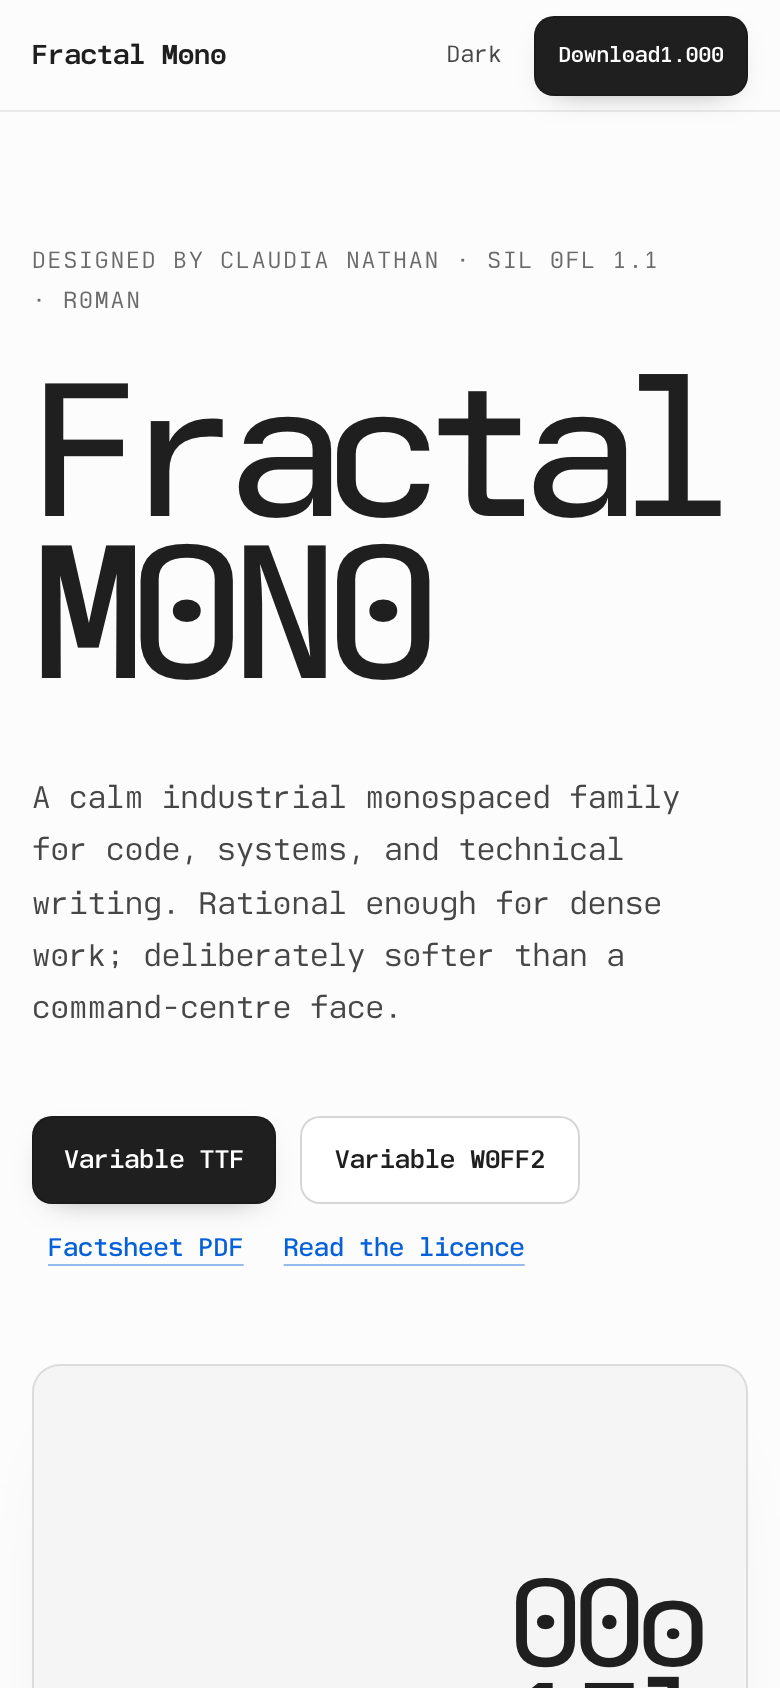 Fractal Mono
Dark
Download1.000
DESIGNED BY CLAUDIA NATHAN · SIL OFL 1.1
· ROMAN
Fractal
MONO
A calm industrial monospaced family
for code, systems, and technical
writing. Rational enough for dense
work; deliberately softer than a
command-centre face.
Variable TTF
Variable WOFF2
Factsheet PDF
Read the licence
0Oo